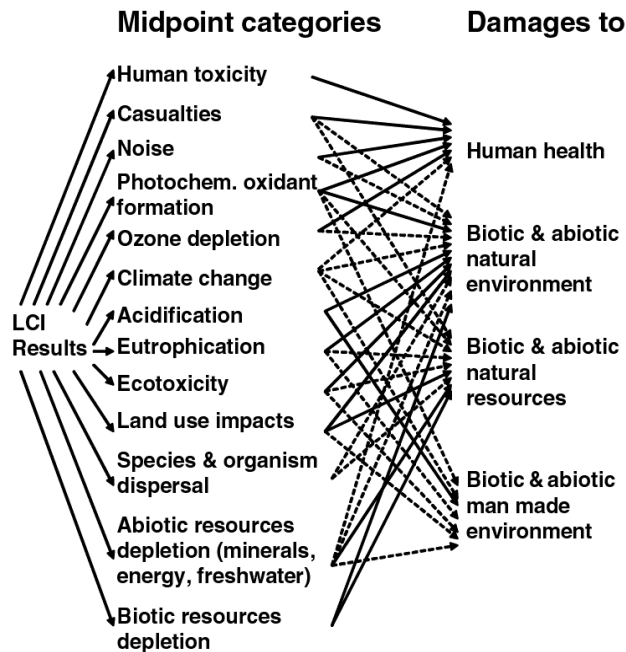 Midpoint categories
Damages to
Human toxicity
Casualties
Noise
Photochem. oxidant
formation
Ozone depletion
Climate change
Acidification
Eutrophication
Ecotoxicity
Land use impacts
Species & organism
dispersal
Abiotic resources
depletion (minerals,
energy, freshwater)
Biotic resources
depletion
LCI
Results
Human health
Biotic & abiotic
natural
environment
Biotic & abiotic
natural
resources
Biotic & abiotic
man made
environment